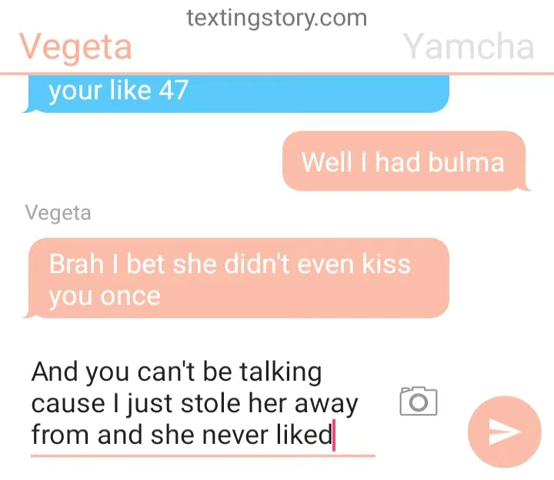 textingstory.com
Vegeta
Yamcha
your like 47
Well I had bulma
Vegeta
Brah I bet she didn't even kiss
you once
And you can't be talking
cause I just stole her away
from and she never liked